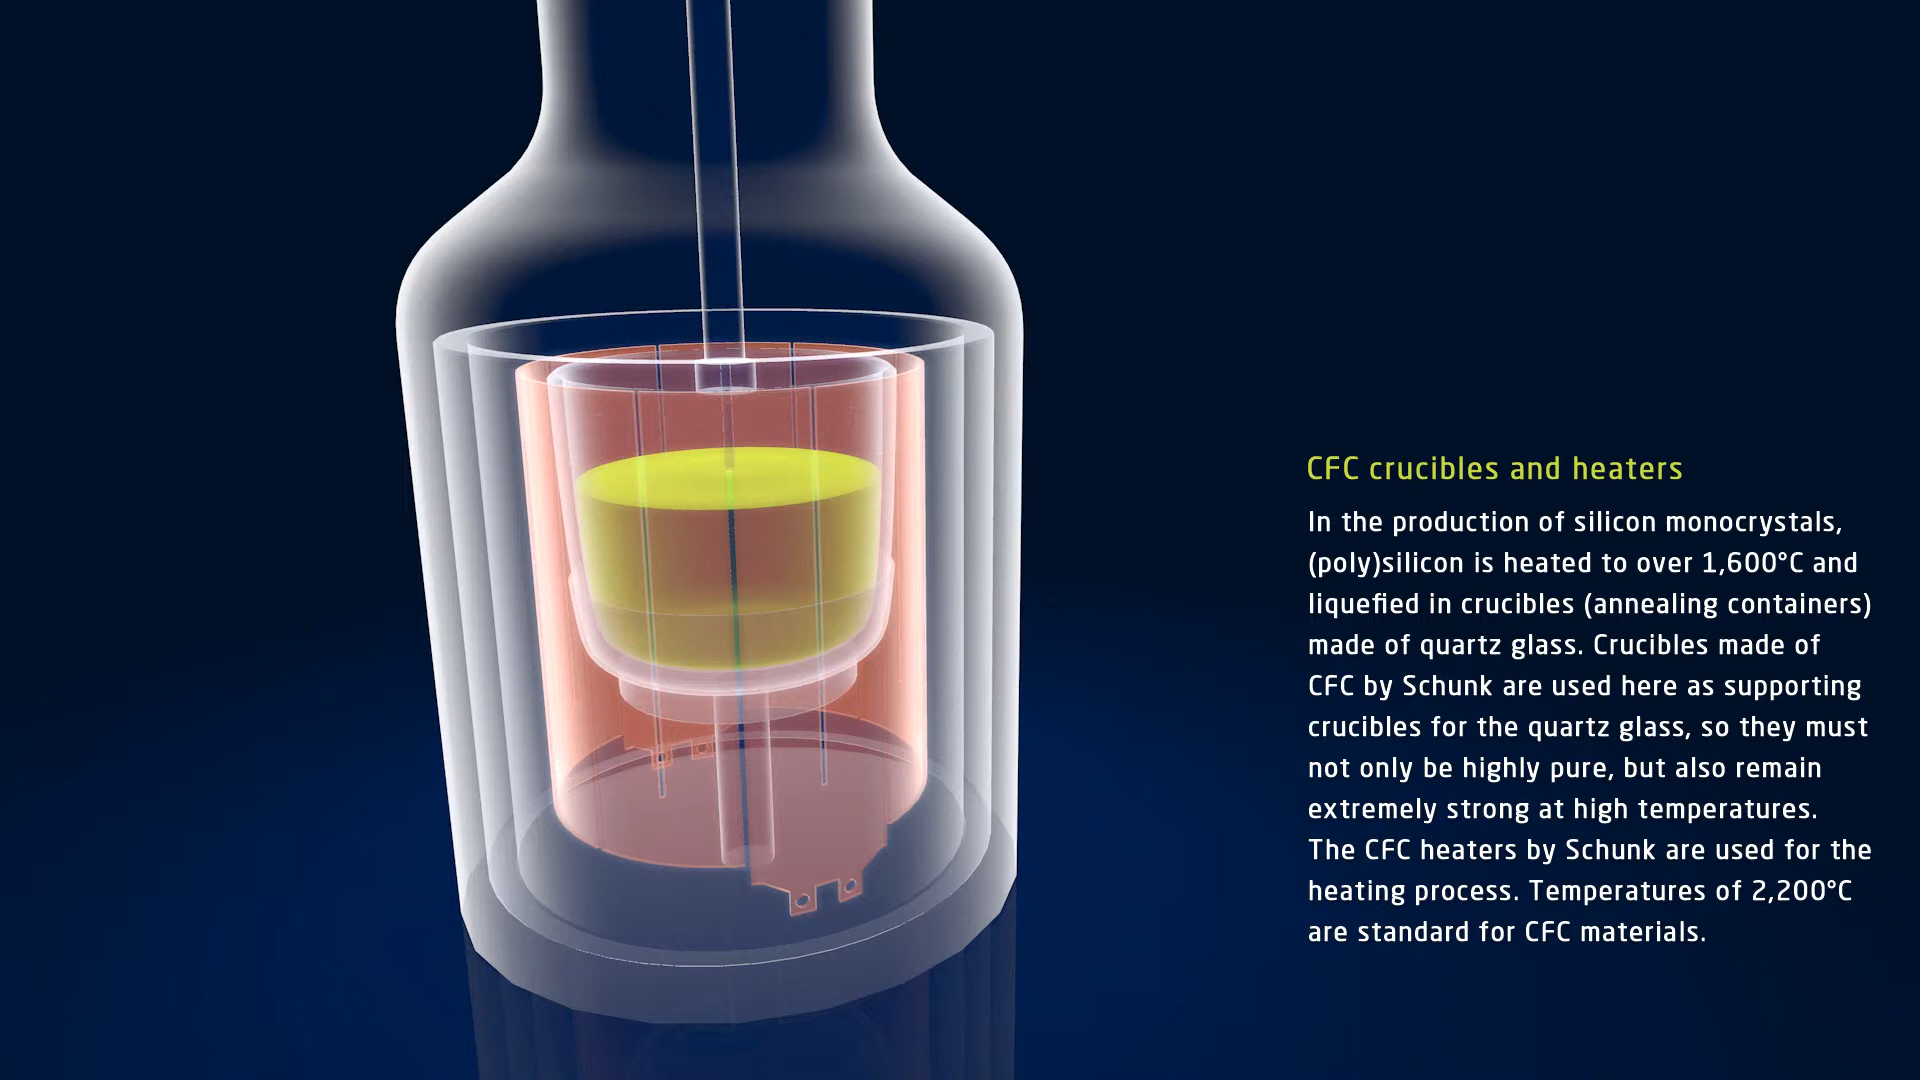 CFC crucibles and heaters
In the production of silicon monocrystals,
(poly)silicon is heated to over 1,600°C and
liquefied in crucibles (annealing containers)
made of quartz glass. Crucibles made of
CFC by Schunk are used here as supporting
crucibles for the quartz glass, so they must
not only be highly pure, but also remain
extremely strong at high temperatures.
The CFC heaters by Schunk are used for the
heating process. Temperatures of 2,200°C
are standard for CFC materials.